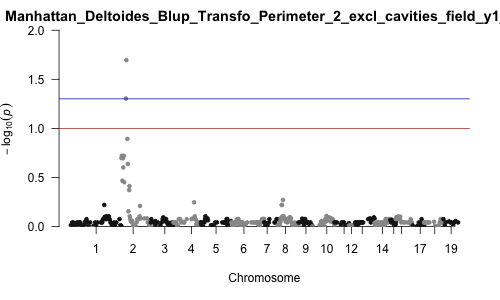 Manhattan_Deltoides_Blup_Transfo_Perimeter_2_excl_cavities_field_y1_
2.0
1.5
1.0
0.5
0.0
− log10(p)
1 2 3 4 5 6 7 8 9 10 12 14 17 19
Chromosome